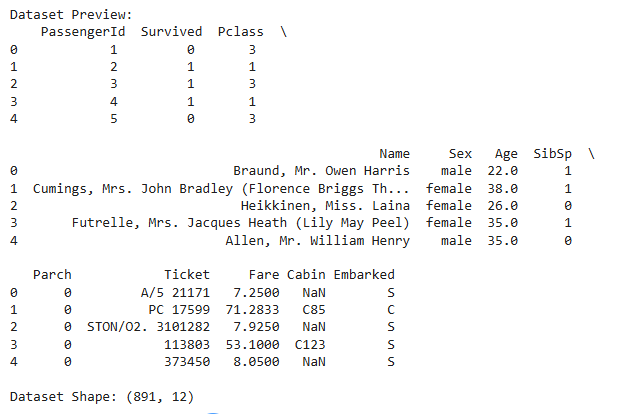 Dataset Preview:
PassengerId Survived Pclass \
0 1 0 3
1 2 1 1
2 3 1 3
3 4 1 1
4 5 0 3
Name Sex Age SibSp \
0 Braund, Mr. Owen Harris male 22.0 1
1 Cumings, Mrs. John Bradley (Florence Briggs Th... female 38.0 1
2 Heikkinen, Miss. Laina female 26.0 0
3 Futrelle, Mrs. Jacques Heath (Lily May Peel) female 35.0 1
4 Allen, Mr. William Henry male 35.0 0
Parch Ticket Fare Cabin Embarked
0 0 A/5 21171 7.2500 NaN S
1 0 PC 17599 71.2833 C85 C
2 0 STON/O2. 3101282 7.9250 NaN S
3 0 113803 53.1000 C123 S
4 0 373450 8.0500 NaN S
Dataset Shape: (891, 12)